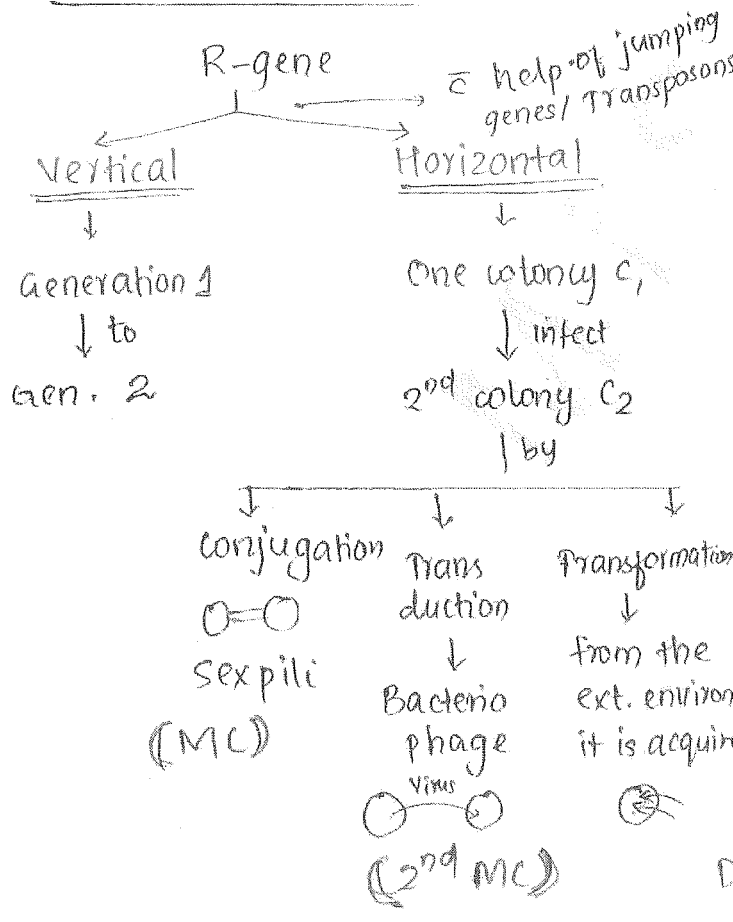 R-gene
c̄ help of jumping
genes/ Transposons
Vertical
Horizontal
Generation 1
to
Gen. 2
One colony C1
infect
2nd colony C2
by
Conjugation
Sex pili
(MC)
Trans
duction
Bacterio
phage
Virus
(2nd MC)
Transformation
from the
ext. environ
it is acquir